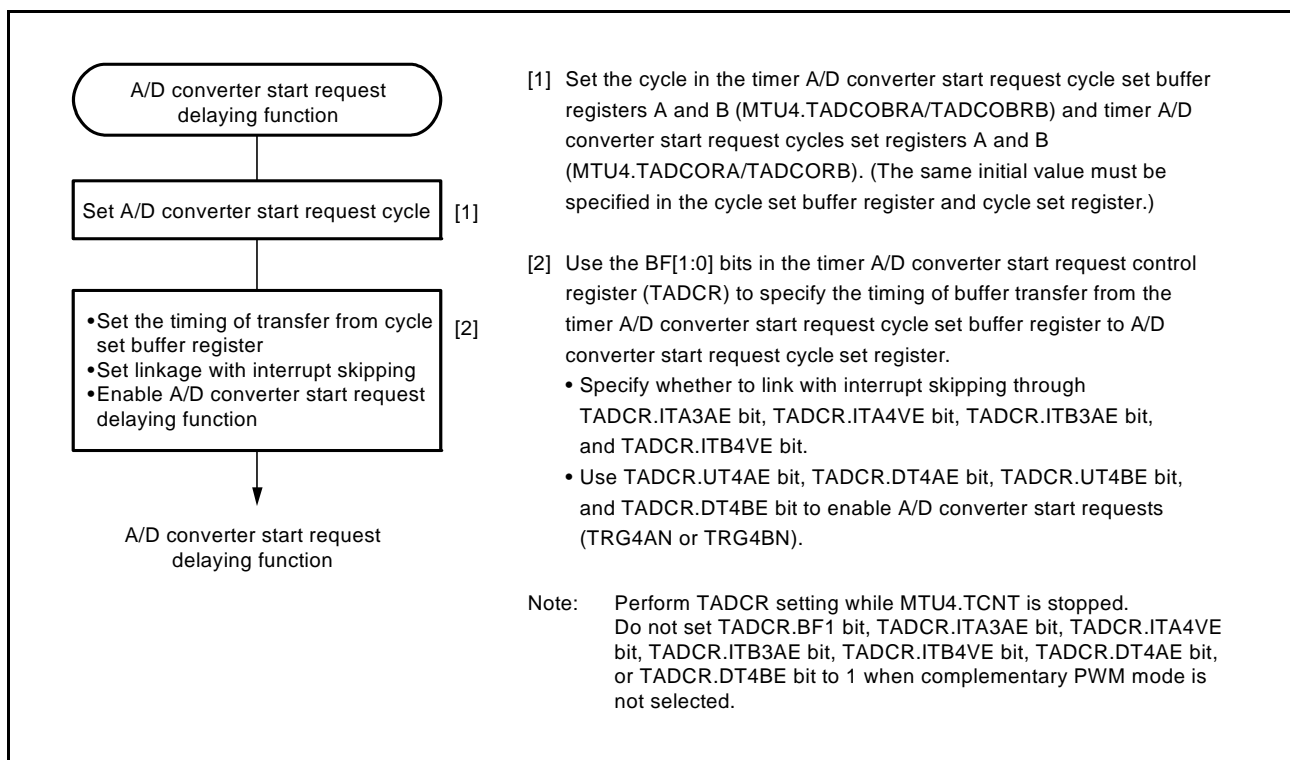 A/D converter start request
delaying function
Set A/D converter start request cycle
[1]
•Set the timing of transfer from cycle
set buffer register
•Set linkage with interrupt skipping
•Enable A/D converter start request
delaying function
[2]
A/D converter start request
delaying function
[1] Set the cycle in the timer A/D converter start request cycle set buffer
registers A and B (MTU4.TADCOBRA/TADCOBRB) and timer A/D
converter start request cycles set registers A and B
(MTU4.TADCORA/TADCORB). (The same initial value must be
specified in the cycle set buffer register and cycle set register.)
[2] Use the BF[1:0] bits in the timer A/D converter start request control
register (TADCR) to specify the timing of buffer transfer from the
timer A/D converter start request cycle set buffer register to A/D
converter start request cycle set register.
• Specify whether to link with interrupt skipping through
TADCR.ITA3AE bit, TADCR.ITA4VE bit, TADCR.ITB3AE bit,
and TADCR.ITB4VE bit.
• Use TADCR.UT4AE bit, TADCR.DT4AE bit, TADCR.UT4BE bit,
and TADCR.DT4BE bit to enable A/D converter start requests
(TRG4AN or TRG4BN).
Note: Perform TADCR setting while MTU4.TCNT is stopped.
Do not set TADCR.BF1 bit, TADCR.ITA3AE bit, TADCR.ITA4VE
bit, TADCR.ITB3AE bit, TADCR.ITB4VE bit, TADCR.DT4AE bit,
or TADCR.DT4BE bit to 1 when complementary PWM mode is
not selected.